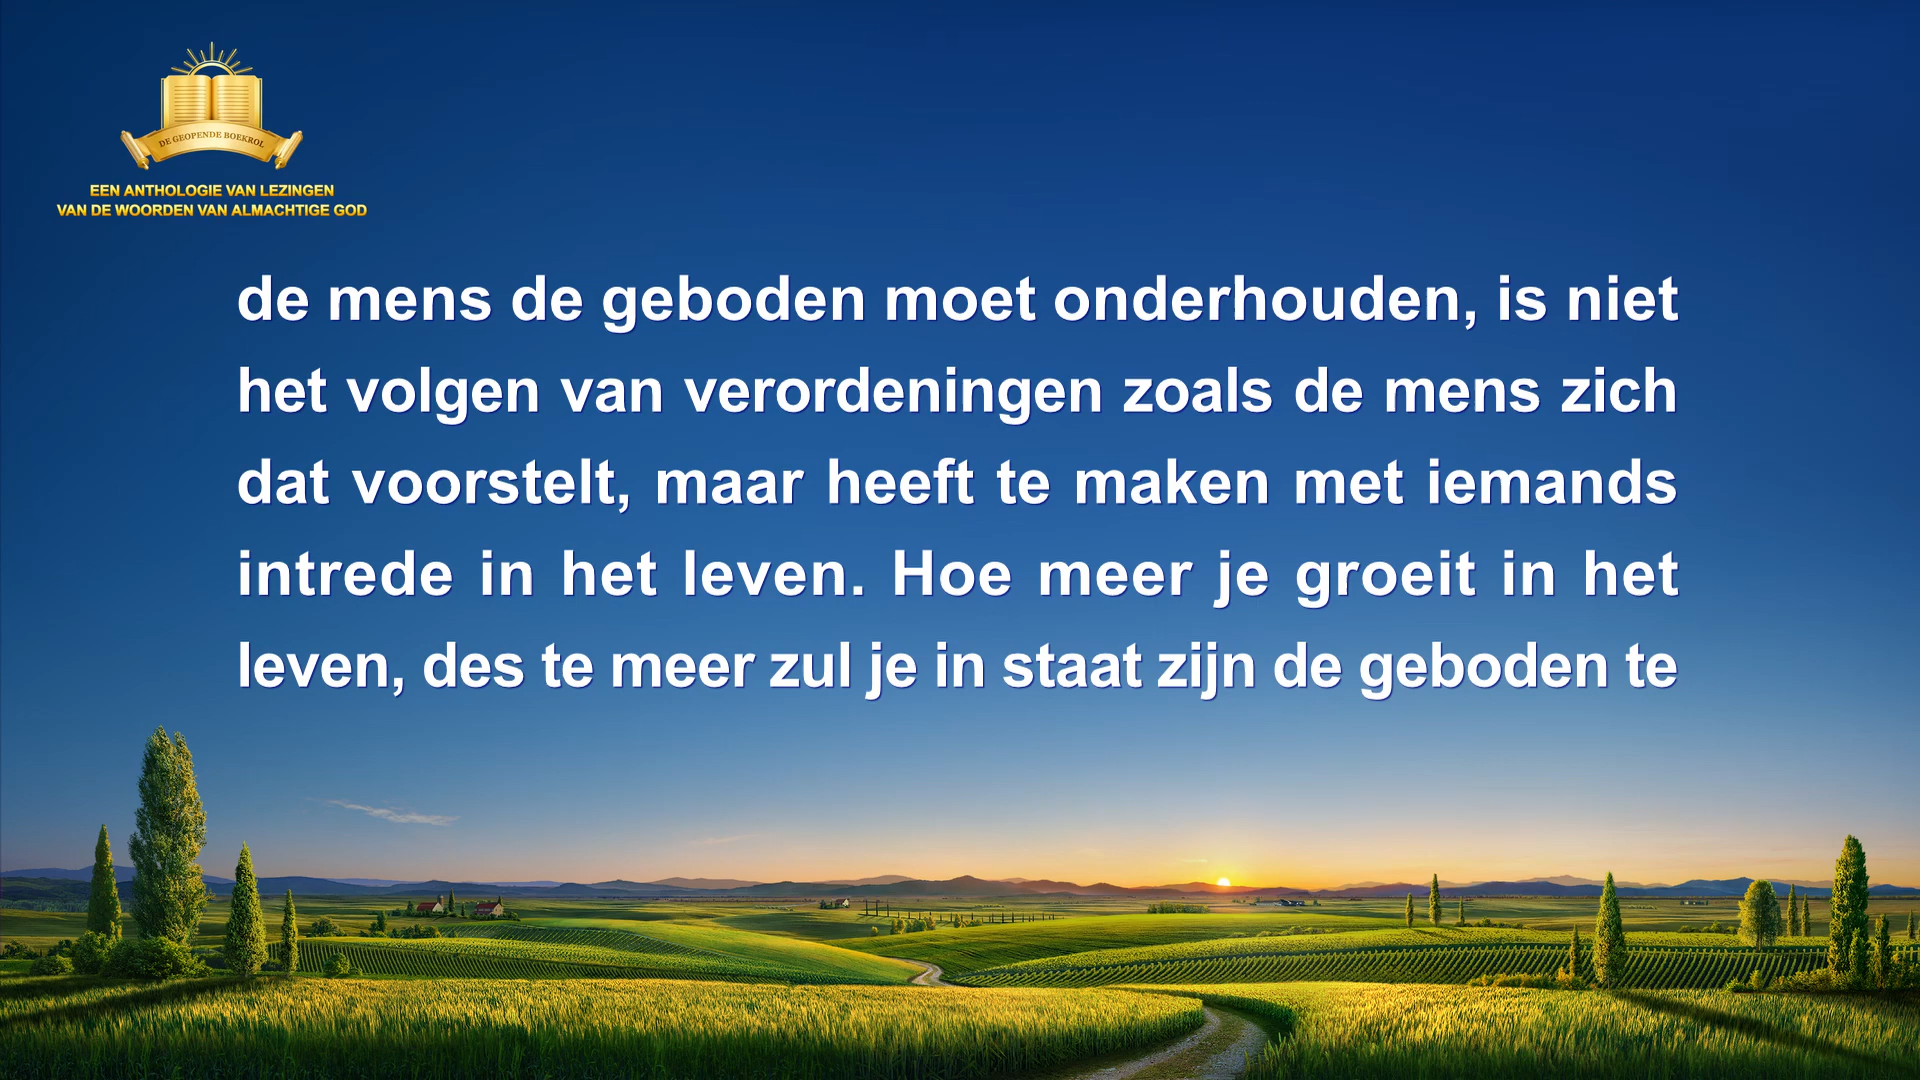 DE GEOPENDE BOEKROL
EEN ANTHOLOGIE VAN LEZINGEN
VAN DE WOORDEN VAN ALMACHTIGE GOD
de mens de geboden moet onderhouden, is niet
het volgen van verordeningen zoals de mens zich
dat voorstelt, maar heeft te maken met iemands
intrede in het leven. Hoe meer je groeit in het
leven, des te meer zul je in staat zijn de geboden te